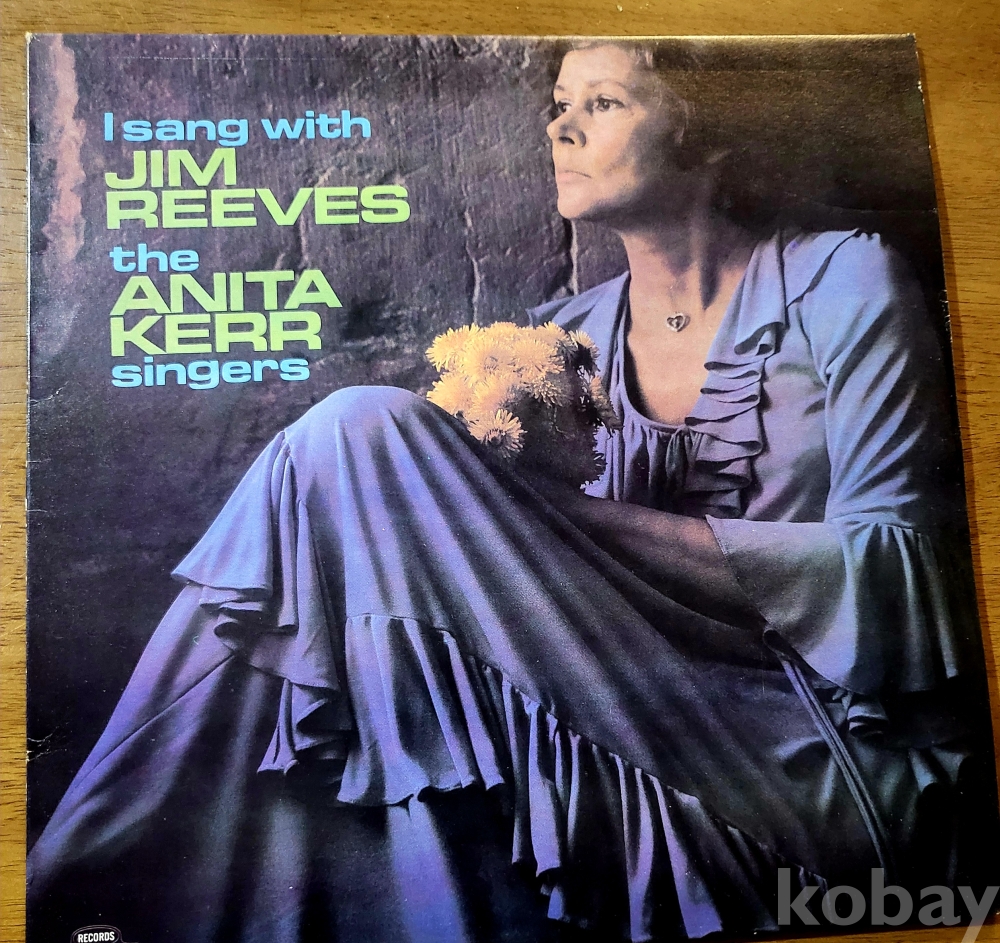 I sang with
JIM
REEVES
the
ANITA
KERR
singers
RECORDS
kobay